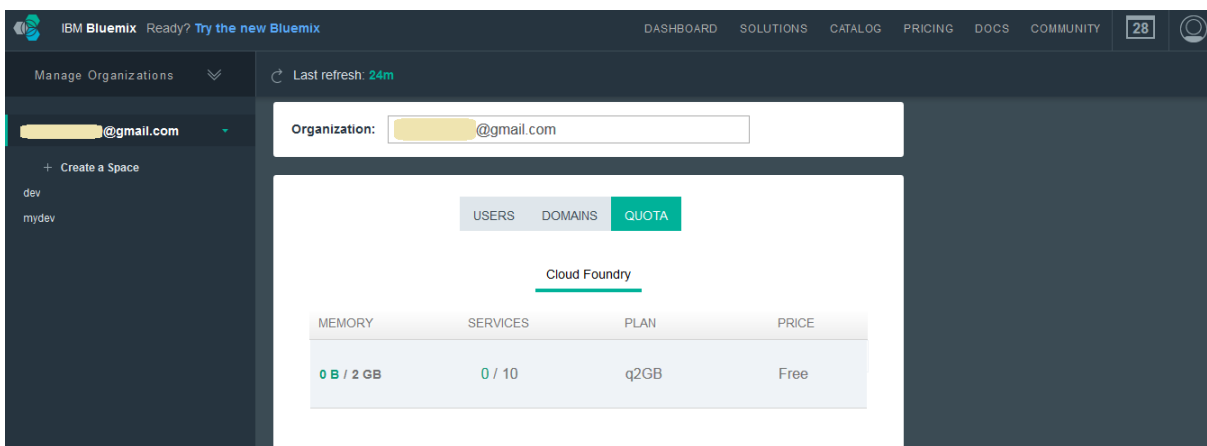 IBM Bluemix Ready? Try the new Bluemix DASHBOARD SOLUTIONS CATALOG PRICING DOCS COMMUNITY 28
Manage Organizations
Last refresh: 24m
@gmail.com
Organization: @gmail.com
+ Create a Space
dev
mydev
USERS DOMAINS QUOTA
Cloud Foundry
MEMORY SERVICES PLAN PRICE
0 B / 2 GB 0 / 10 q2GB Free